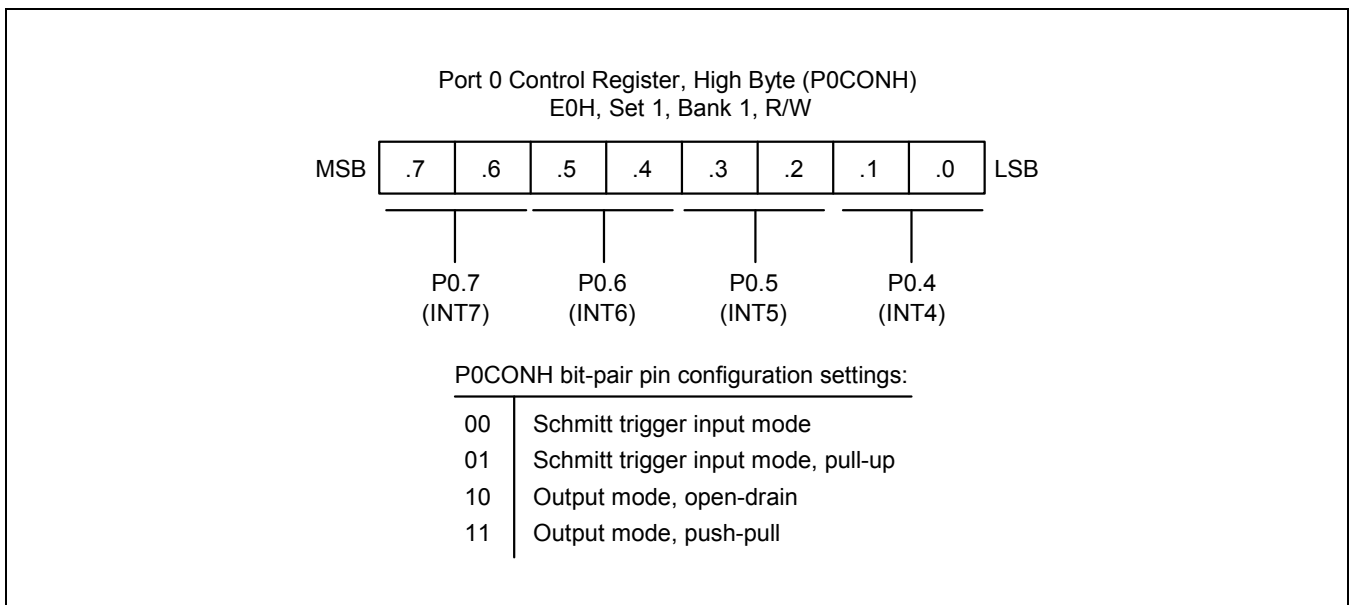 Port 0 Control Register, High Byte (P0CONH)
E0H, Set 1, Bank 1, R/W
MSB .7 .6 .5 .4 .3 .2 .1 .0 LSB
P0.7 P0.6 P0.5 P0.4
(INT7) (INT6) (INT5) (INT4)
P0CONH bit-pair pin configuration settings:
00 Schmitt trigger input mode
01 Schmitt trigger input mode, pull-up
10 Output mode, open-drain
11 Output mode, push-pull